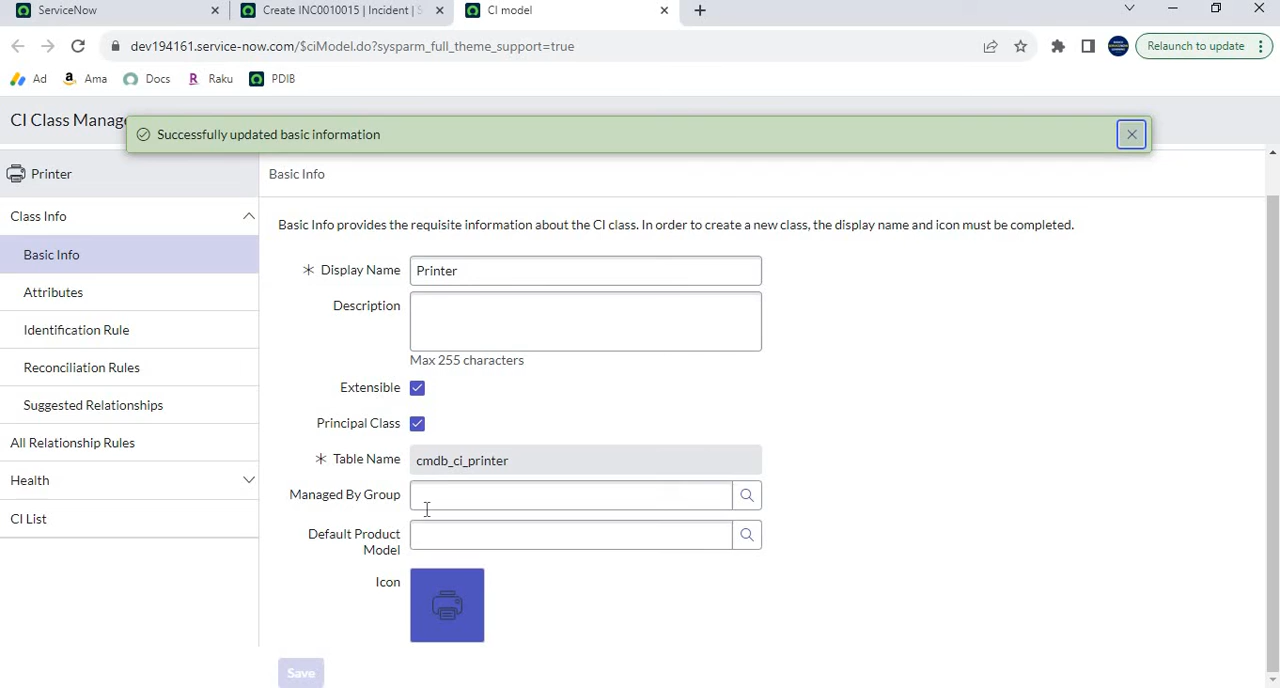 ServiceNow
Create INC0010015 | Incident | S
CI model
dev194161.service-now.com/$ciModel.do?sysparm_full_theme_support=true
Relaunch to update
Ad
Ama
Docs
Raku
PDIB
CI Class Manag
Successfully updated basic information
Printer
Basic Info
Class Info
Basic Info provides the requisite information about the CI class. In order to create a new class, the display name and icon must be completed.
Basic Info
Display Name
Printer
Attributes
Description
Identification Rule
Max 255 characters
Reconciliation Rules
Extensible
Suggested Relationships
Principal Class
All Relationship Rules
Table Name
cmdb_ci_printer
Health
Managed By Group
CI List
Default Product
Model
Icon
Save